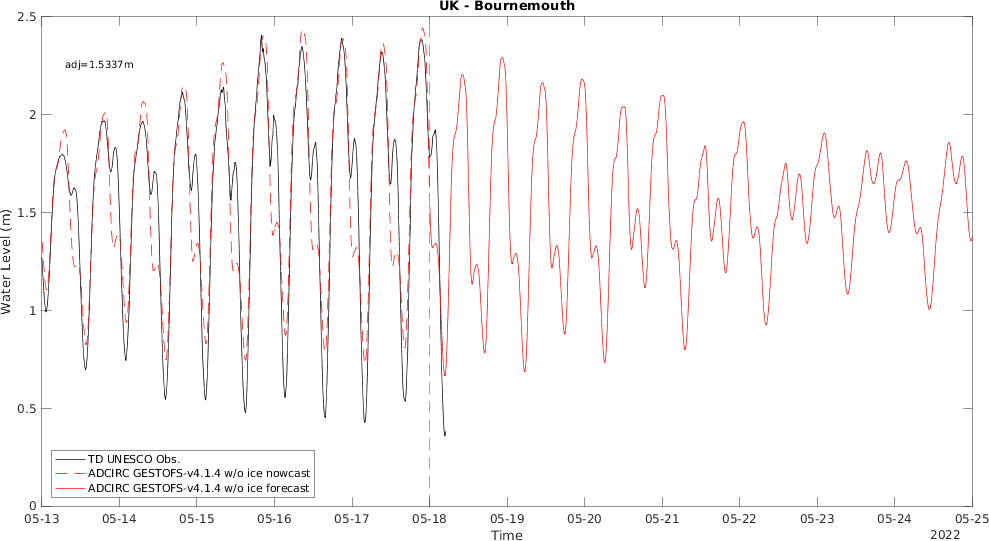 UK - Bournemouth
2.5
adj=1.5337m
2
1.5
Water Level (m)
1
0.5
TD UNESCO Obs.
ADCIRC GESTOFS-v4.1.4 w/o ice nowcast
ADCIRC GESTOFS-v4.1.4 w/o ice forecast
0
05-13 05-14 05-15 05-16 05-17 05-18 05-19 05-20 05-21 05-22 05-23 05-24 05-25
Time
2022